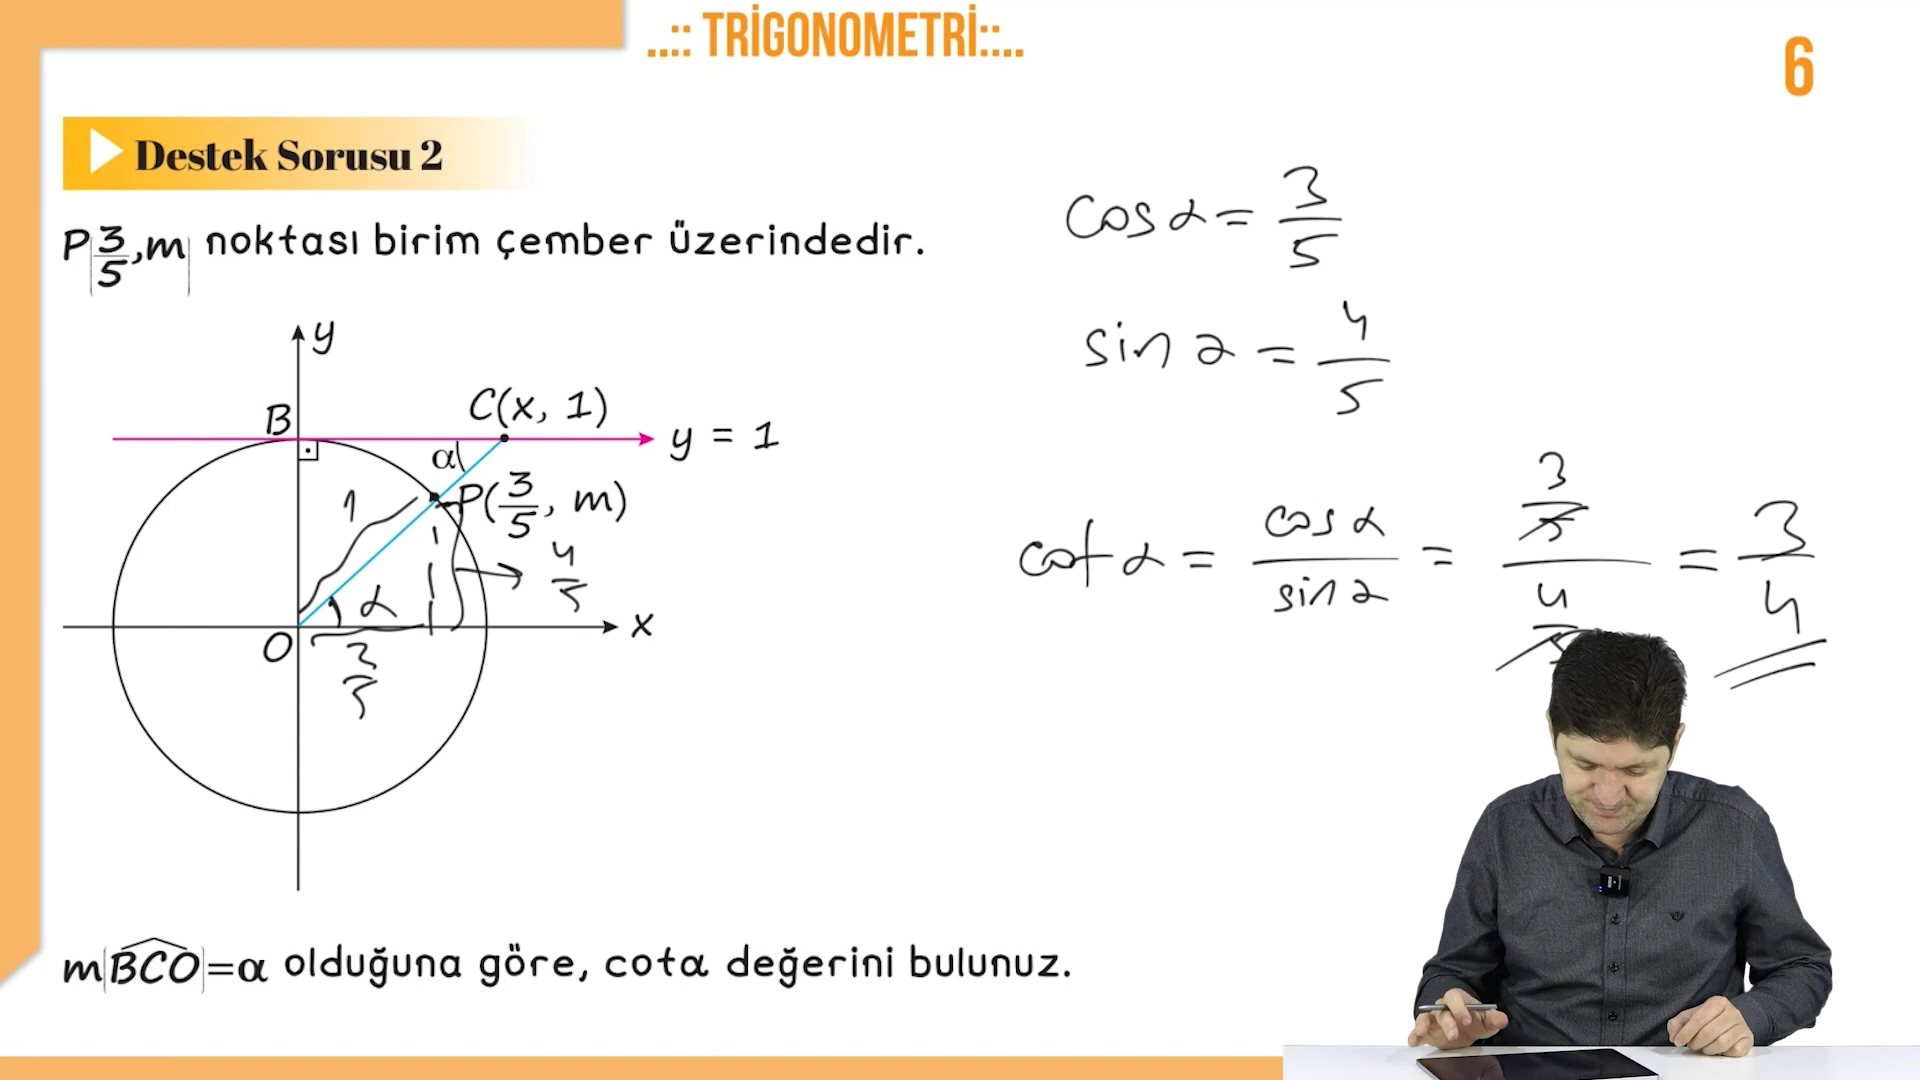 ..:: TRİGONOMETRİ::..
6
Destek Sorusu 2
P(3/5, m) noktası birim çember üzerindedir.
y
B
C(x, 1)
y = 1
α
P(3/5, m)
1
4/5
α
x
O
3/5
cos α = 3/5
sin α = 4/5
cot α = cos α / sin α = 3/5 / 4/5 = 3/4
m(BCO)=α olduğuna göre, cotα değerini bulunuz.